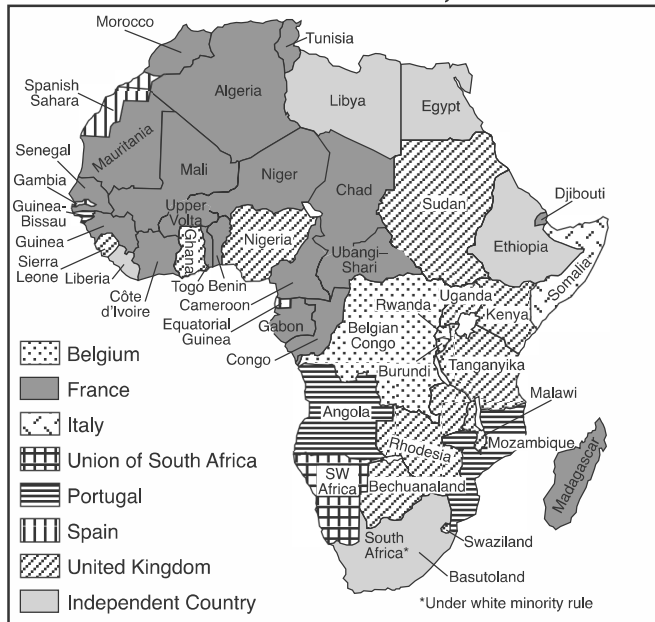 Morocco
Tunisia
Spanish
Sahara
Algeria
Libya
Egypt
Mauritania
Senegal
Mali
Niger
Chad
Sudan
Gambia
Djibouti
Guinea-
Bissau
Upper
Volta
Guinea
Ghana
Nigeria
Ethiopia
Sierra
Leone
Liberia
Togo
Benin
Ubangi–
Shari
Somalia
Côte
d'Ivoire
Cameroon
Equatorial
Guinea
Gabon
Congo
Rwanda
Uganda
Kenya
Belgian
Congo
Burundi
Tanganyika
Malawi
Angola
Mozambique
Rhodesia
Madagascar
SW
Africa
Bechuanaland
South
Africa*
Swaziland
Basutoland
*Under white minority rule
Belgium
France
Italy
Union of South Africa
Portugal
Spain
United Kingdom
Independent Country